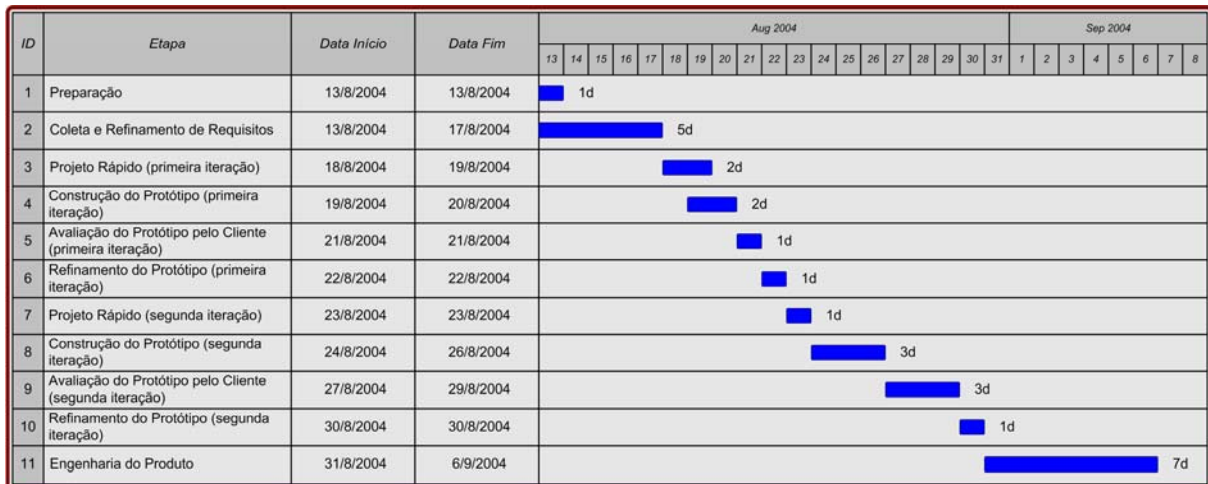 ID Etapa Data Início Data Fim Aug 2004 Sep 2004
13 14 15 16 17 18 19 20 21 22 23 24 25 26 27 28 29 30 31 1 2 3 4 5 6 7 8
1 Preparação 13/8/2004 13/8/2004 1d
2 Coleta e Refinamento de Requisitos 13/8/2004 17/8/2004 5d
3 Projeto Rápido (primeira iteração) 18/8/2004 19/8/2004 2d
4 Construção do Protótipo (primeira
iteração) 19/8/2004 20/8/2004 2d
5 Avaliação do Protótipo pelo Cliente
(primeira iteração) 21/8/2004 21/8/2004 1d
6 Refinamento do Protótipo (primeira
iteração) 22/8/2004 22/8/2004 1d
7 Projeto Rápido (segunda iteração) 23/8/2004 23/8/2004 1d
8 Construção do Protótipo (segunda
iteração) 24/8/2004 26/8/2004 3d
9 Avaliação do Protótipo pelo Cliente
(segunda iteração) 27/8/2004 29/8/2004 3d
10 Refinamento do Protótipo (segunda
iteração) 30/8/2004 30/8/2004 1d
11 Engenharia do Produto 31/8/2004 6/9/2004 7d